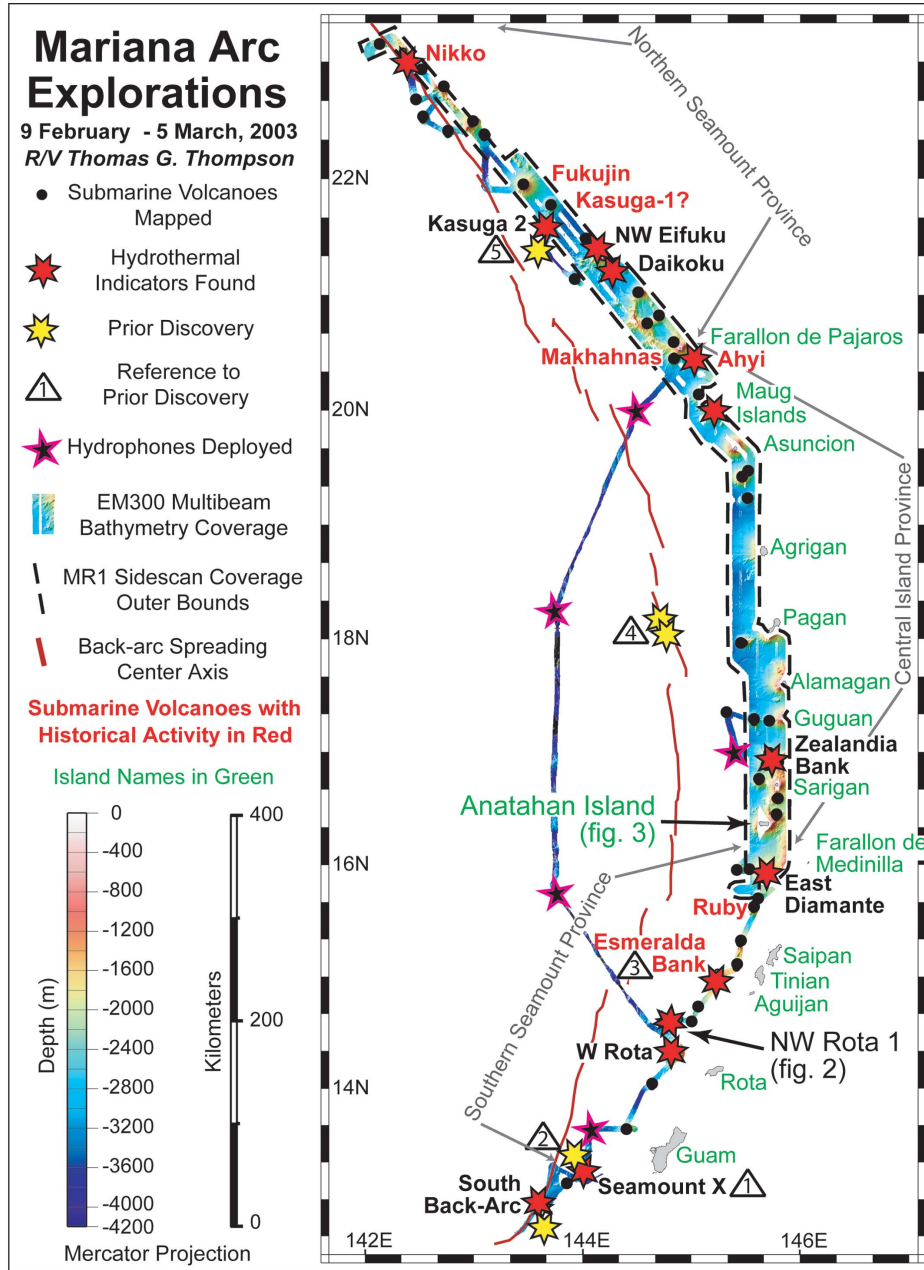 Mariana Arc
Explorations
9 February - 5 March, 2003
R/V Thomas G. Thompson
Submarine Volcanoes
Mapped
Hydrothermal
Indicators Found
Prior Discovery
1
Reference to
Prior Discovery
Hydrophones Deployed
EM300 Multibeam
Bathymetry Coverage
MR1 Sidescan Coverage
Outer Bounds
Back-arc Spreading
Center Axis
Submarine Volcanoes with
Historical Activity in Red
Island Names in Green
Depth (m)
0
-400
-800
-1200
-1600
-2000
-2400
-2800
-3200
-3600
-4000
-4200
Kilometers
400
200
0
Mercator Projection
22N
20N
18N
16N
14N
142E
144E
146E
Northern Seamount Province
Central Island Province
Southern Seamount Province
Nikko
Fukujin
Kasuga-1?
Kasuga 2
5
NW Eifuku
Daikoku
Farallon de Pajaros
Makhahnas
Ahyi
Maug
Islands
Asuncion
Agrigan
Pagan
4
Alamagan
Guguan
Zealandia
Bank
Sarigan
Anatahan Island
(fig. 3)
Farallon de
Medinilla
East
Diamante
Ruby
Esmeralda
Bank
3
Saipan
Tinian
Aguijan
NW Rota 1
(fig. 2)
W Rota
Rota
2
Guam
South
Back-Arc
Seamount X
1